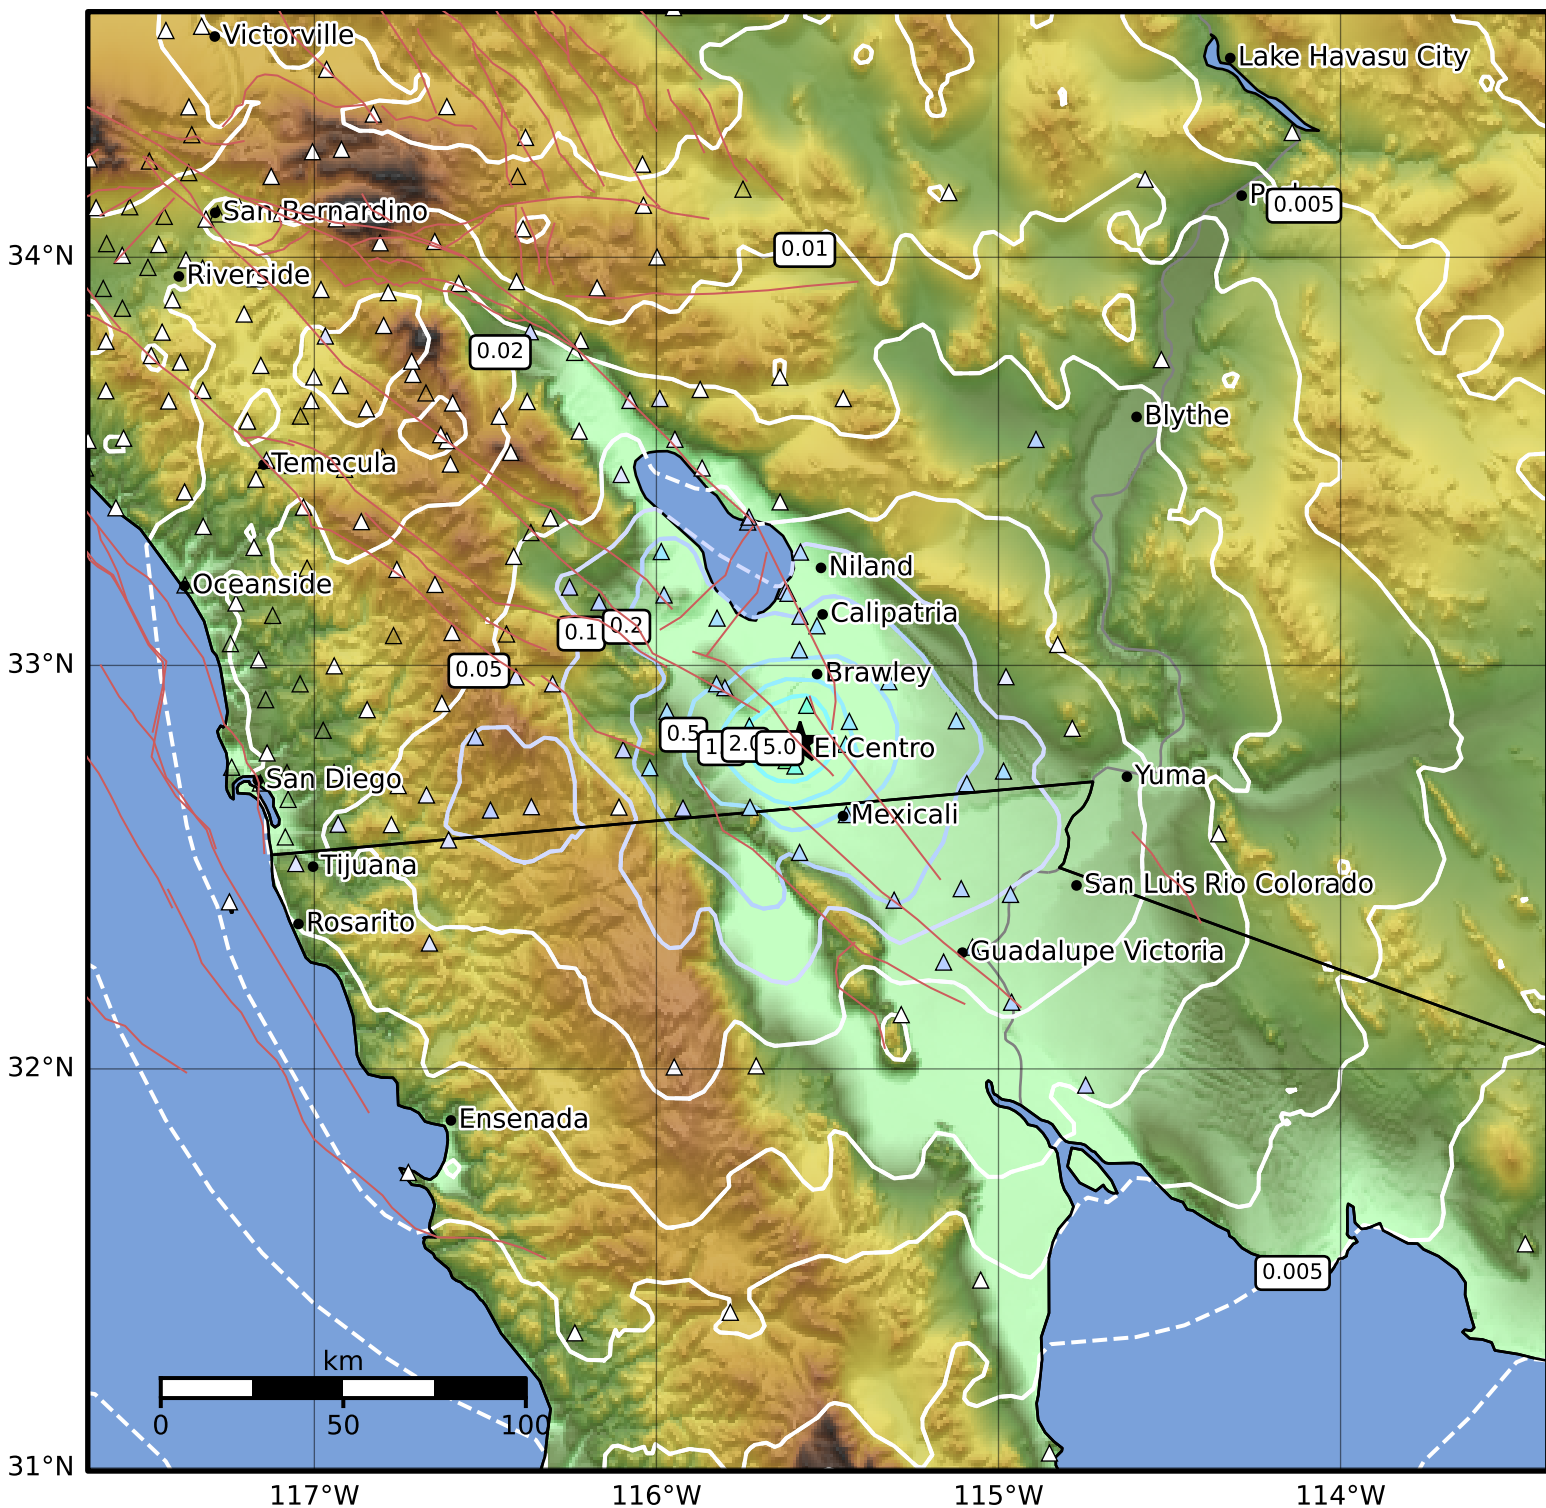 Victorville
Lake Havasu City
0.005
San Bernardino
34°N
0.01
Riverside
0.02
Blythe
Temecula
Niland
Oceanside
Calipatria
0.1
0.2
33°N
0.05
Brawley
0.5
2.0
5.0
El Centro
San Diego
Yuma
Mexicali
Tijuana
San Luis Rio Colorado
Rosarito
Guadalupe Victoria
32°N
Ensenada
0.005
km
0
50
100
31°N
117°W
116°W
115°W
114°W